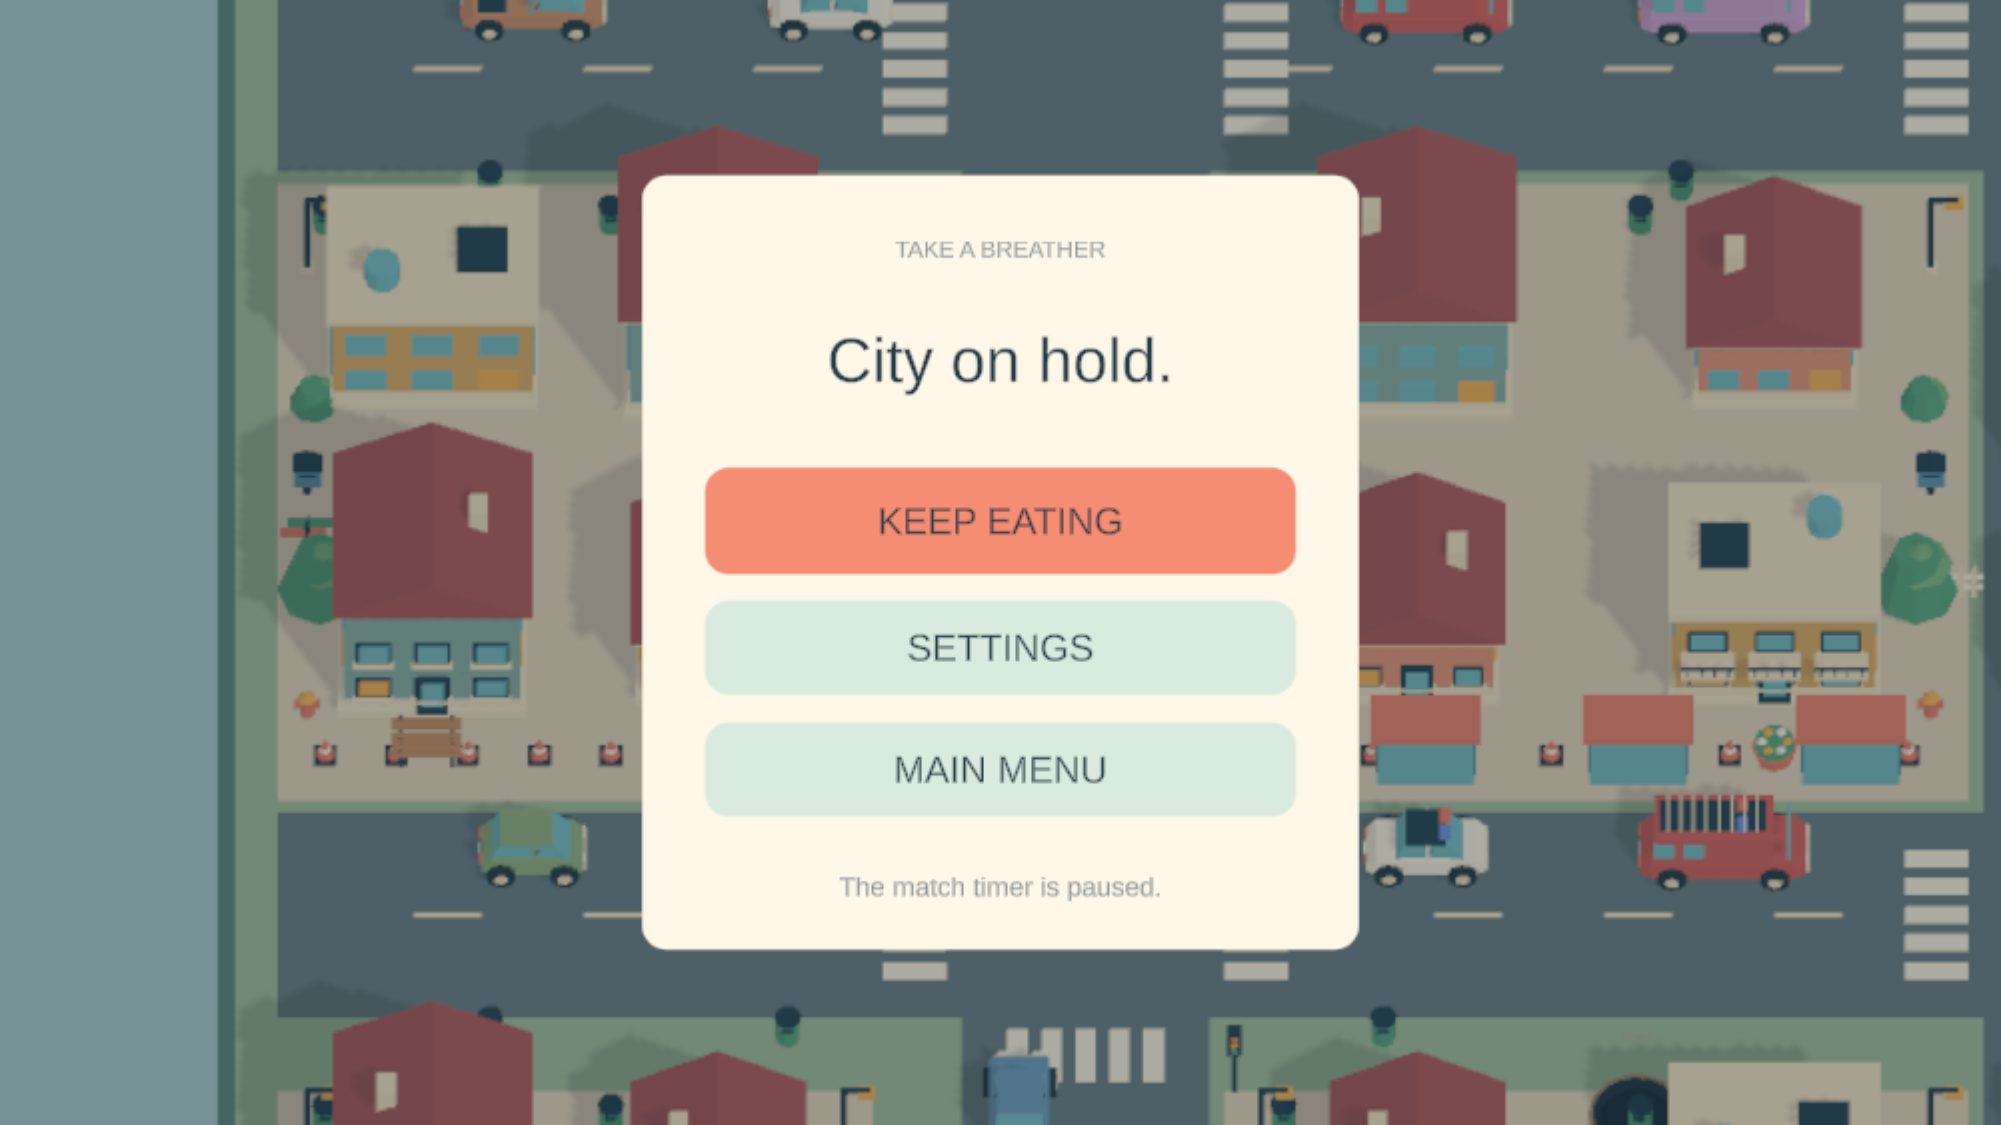 TAKE A BREATHER
City on hold.
KEEP EATING
SETTINGS
MAIN MENU
The match timer is paused.